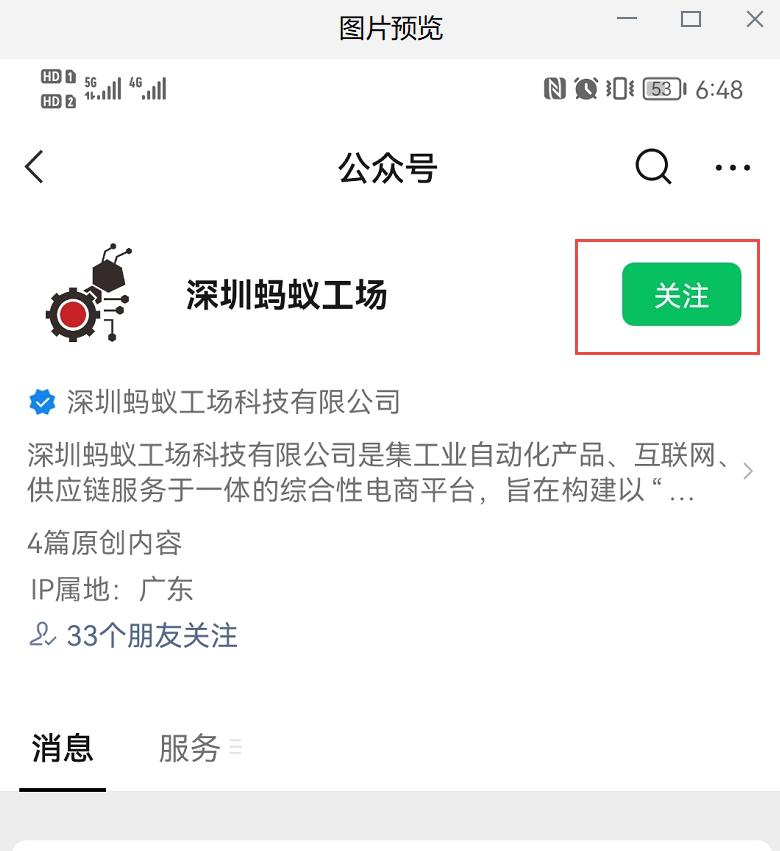 图片预览
HD 1
HD 2
5G
4G
53
6:48
公众号
深圳蚂蚁工场
关注
深圳蚂蚁工场科技有限公司
深圳蚂蚁工场科技有限公司是集工业自动化产品、互联网、
供应链服务于一体的综合性电商平台，旨在构建以“...
4篇原创内容
IP属地：广东
33个朋友关注
消息
服务